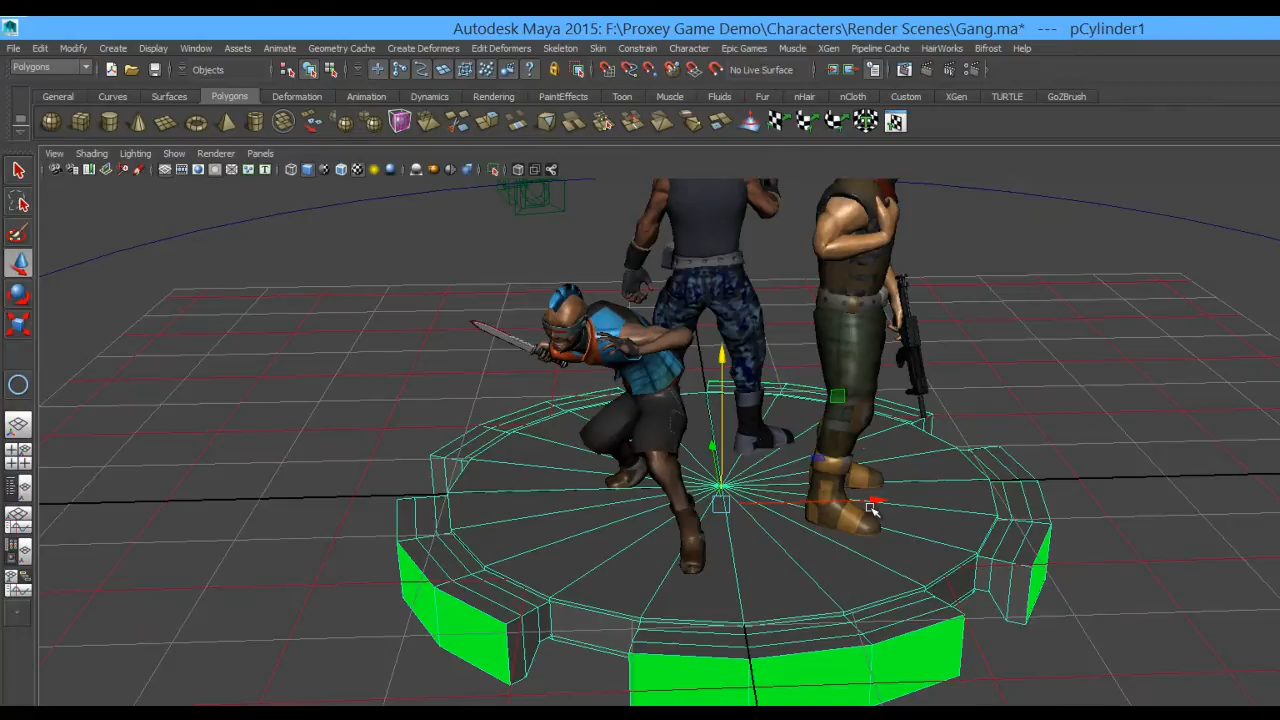 Autodesk Maya 2015: F:\Proxey Game Demo\Characters\Render Scenes\Gang.ma* --- pCylinder1
File Edit Modify Create Display Window Assets Animate Geometry Cache Create Deformers Edit Deformers Skeleton Skin Constrain Character Epic Games Muscle XGen Pipeline Cache HairWorks Bifrost Help
Polygons Objects No Live Surface
General Curves Surfaces Polygons Deformation Animation Dynamics Rendering PaintEffects Toon Muscle Fluids Fur nHair nCloth Custom XGen TURTLE GoZBrush
View Shading Lighting Show Renderer Panels